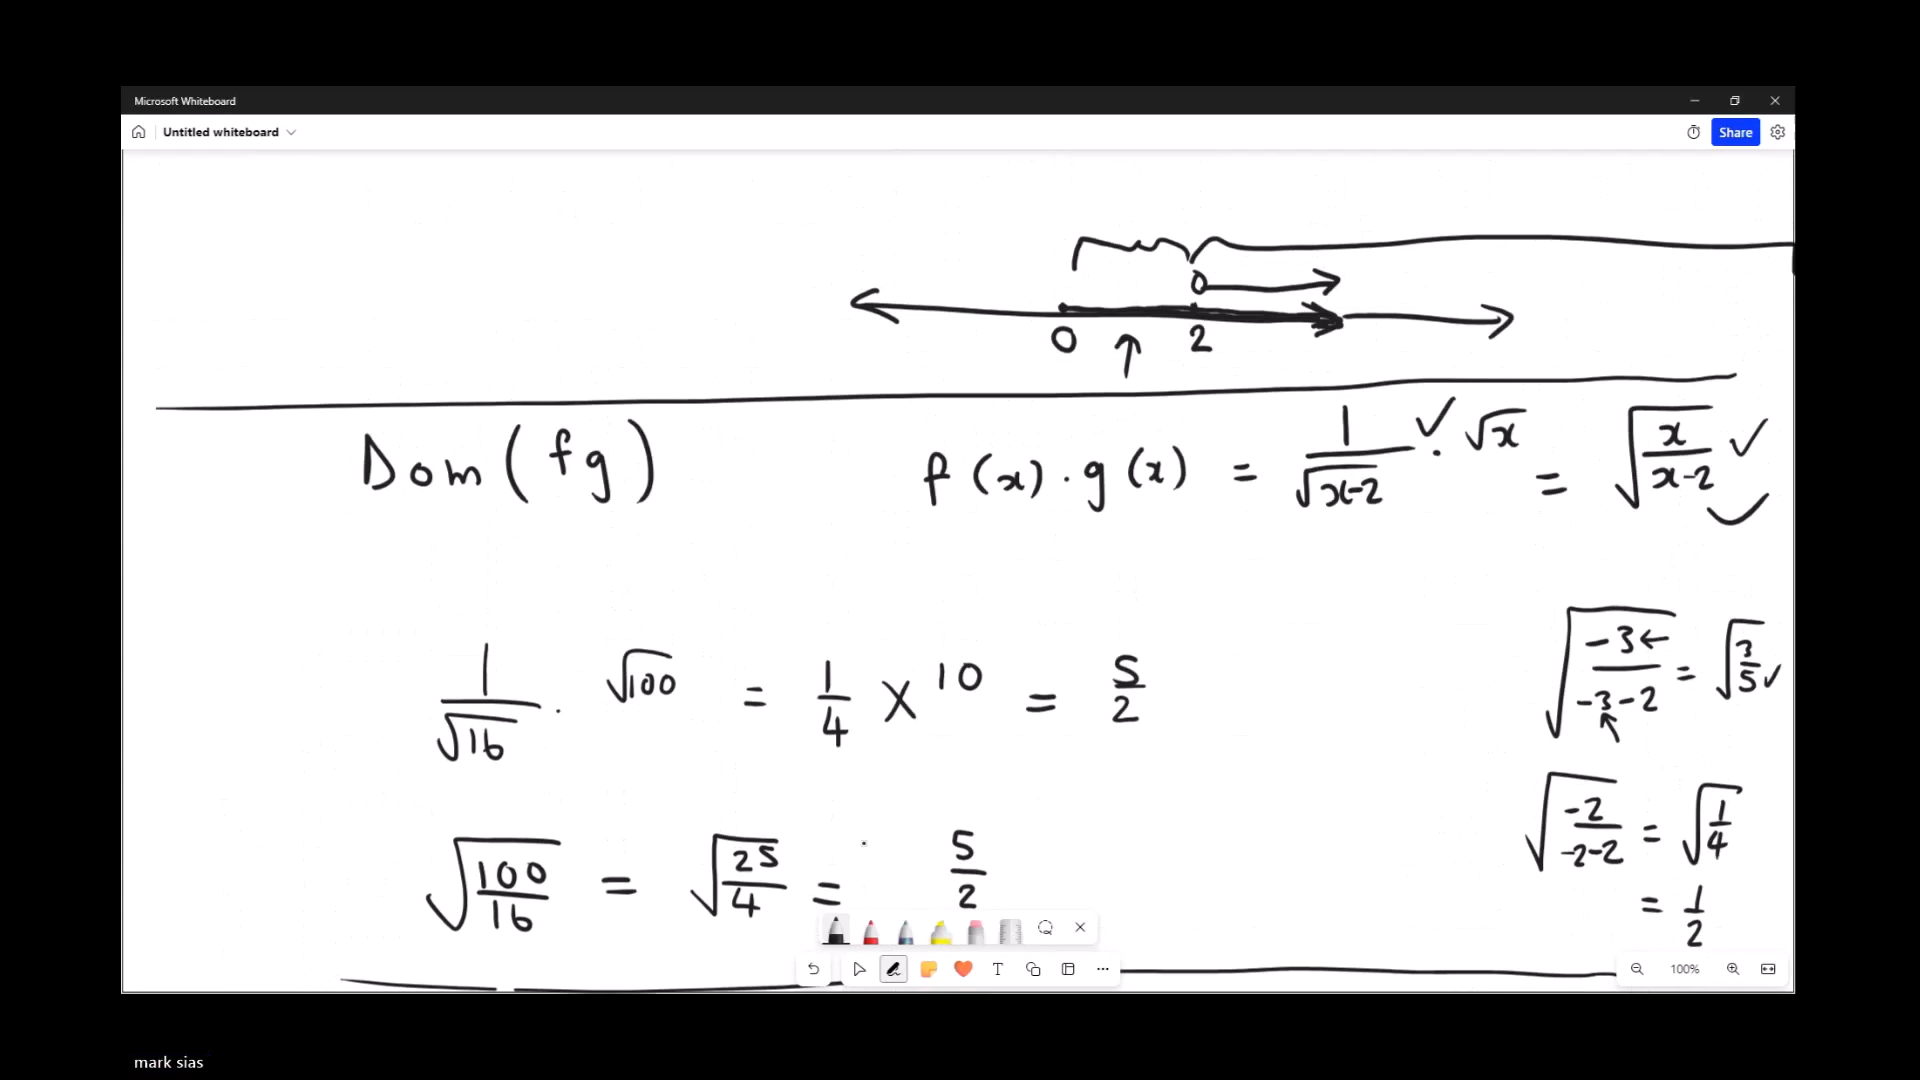 Microsoft Whiteboard
Untitled whiteboard
Share
0
0 2
Dom(fg) f(x)·g(x) = 1/√(x-2) · √x = √(x/(x-2))
√(-3/(-3-2)) = √(3/5)
1/√16 · √100 = 1/4 × 10 = 5/2
√(-2/(-2-2)) = √(1/4)
√(100/16) = √(25/4) = 5/2
= 1/2
T
100%
mark sias